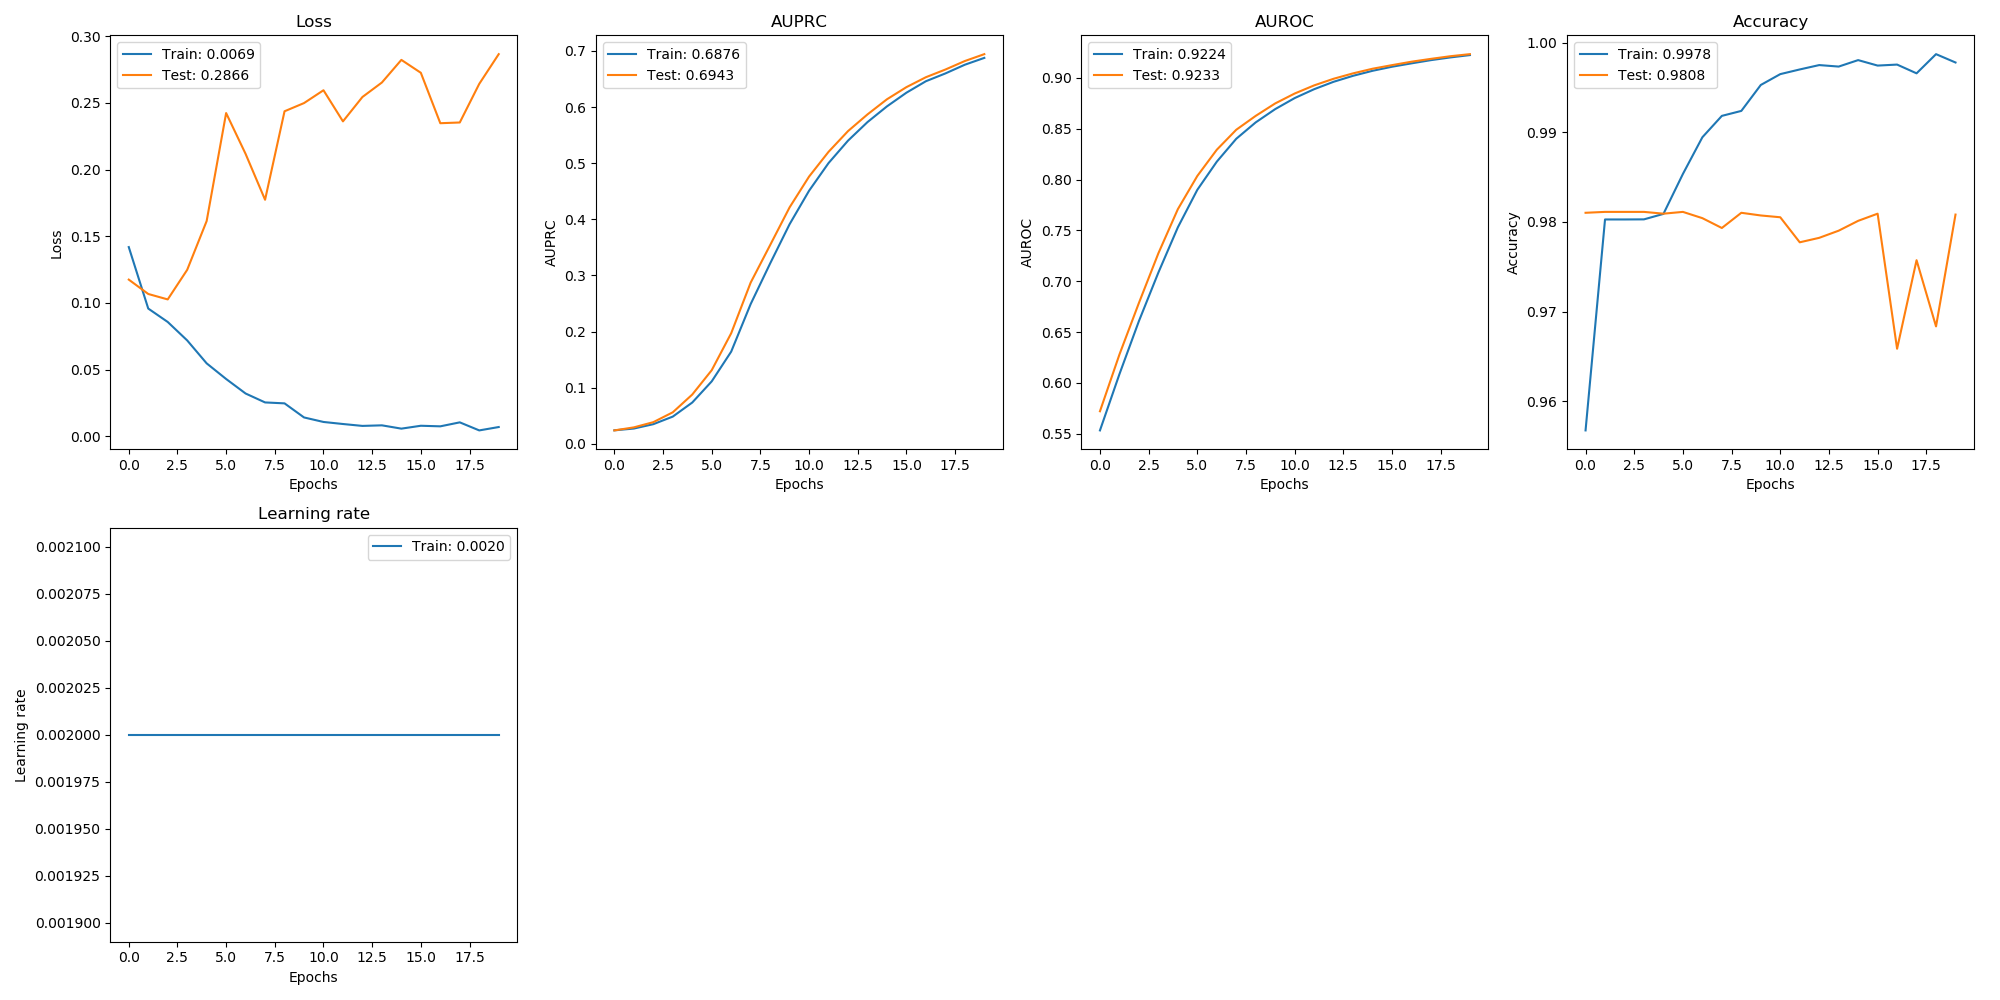 Loss
Train: 0.0069
Test: 0.2866
0.30
0.25
0.20
0.15
0.10
0.05
0.00
Loss
0.0 2.5 5.0 7.5 10.0 12.5 15.0 17.5
Epochs
AUPRC
Train: 0.6876
Test: 0.6943
0.7
0.6
0.5
0.4
0.3
0.2
0.1
0.0
AUPRC
0.0 2.5 5.0 7.5 10.0 12.5 15.0 17.5
Epochs
AUROC
Train: 0.9224
Test: 0.9233
0.90
0.85
0.80
0.75
0.70
0.65
0.60
0.55
AUROC
0.0 2.5 5.0 7.5 10.0 12.5 15.0 17.5
Epochs
Accuracy
Train: 0.9978
Test: 0.9808
1.00
0.99
0.98
0.97
0.96
Accuracy
0.0 2.5 5.0 7.5 10.0 12.5 15.0 17.5
Epochs
Learning rate
Train: 0.0020
0.002100
0.002075
0.002050
0.002025
0.002000
0.001975
0.001950
0.001925
0.001900
Learning rate
0.0 2.5 5.0 7.5 10.0 12.5 15.0 17.5
Epochs